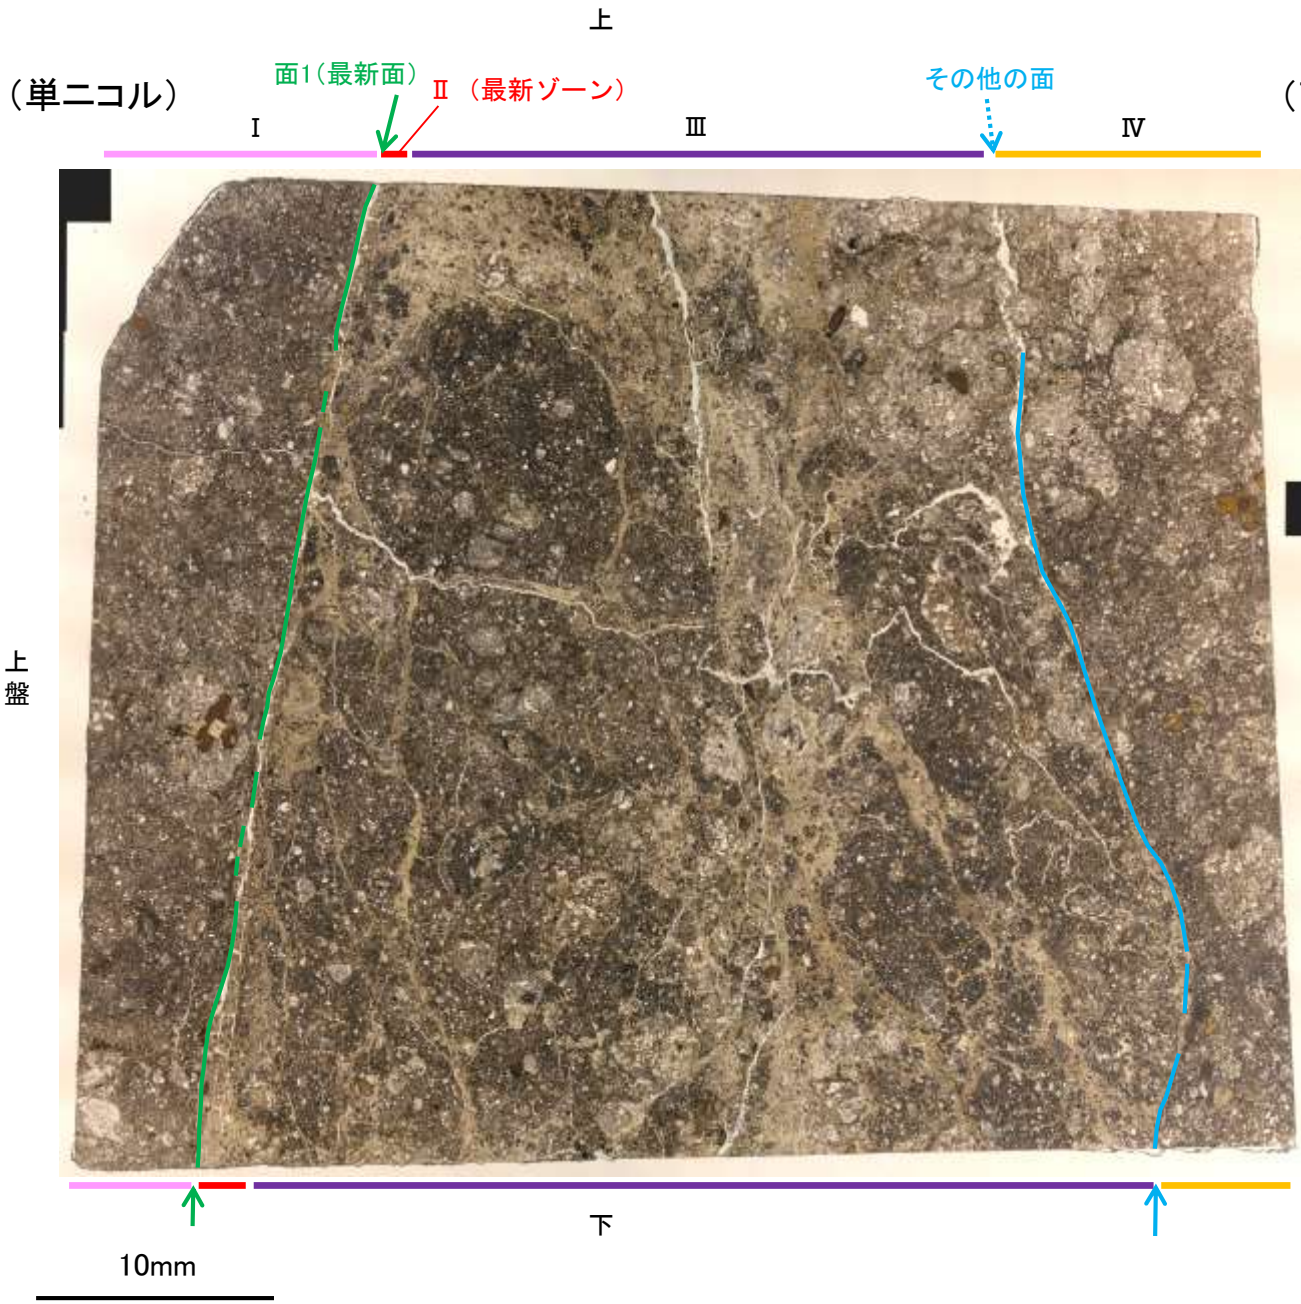 上
(単ニコル)
面1(最新面)
Ⅱ (最新ゾーン)
その他の面
Ⅰ
Ⅲ
Ⅳ
上
盤
下
10mm